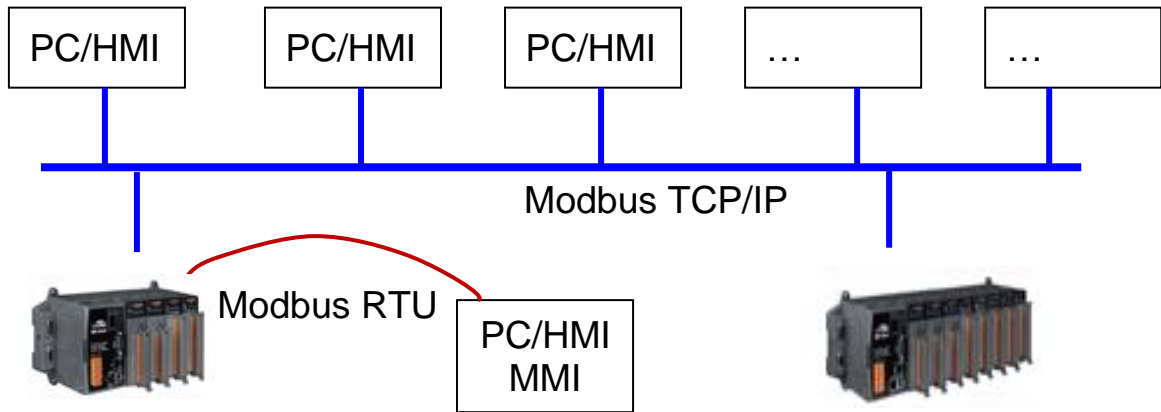 PC/HMI
PC/HMI
PC/HMI
...
...
Modbus TCP/IP
Modbus RTU
PC/HMI
MMI